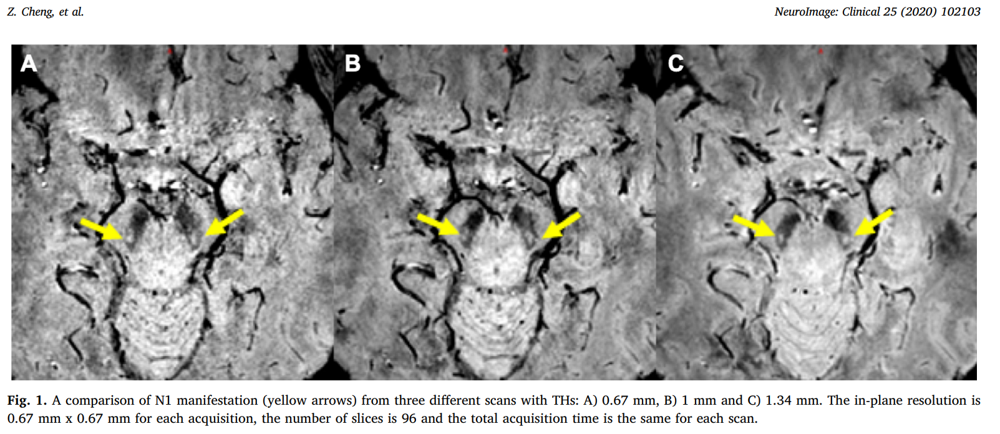 Z. Cheng, et al.
NeuroImage: Clinical 25 (2020) 102103
A
B
C
Fig. 1. A comparison of N1 manifestation (yellow arrows) from three different scans with THs: A) 0.67 mm, B) 1 mm and C) 1.34 mm. The in-plane resolution is
0.67 mm x 0.67 mm for each acquisition, the number of slices is 96 and the total acquisition time is the same for each scan.